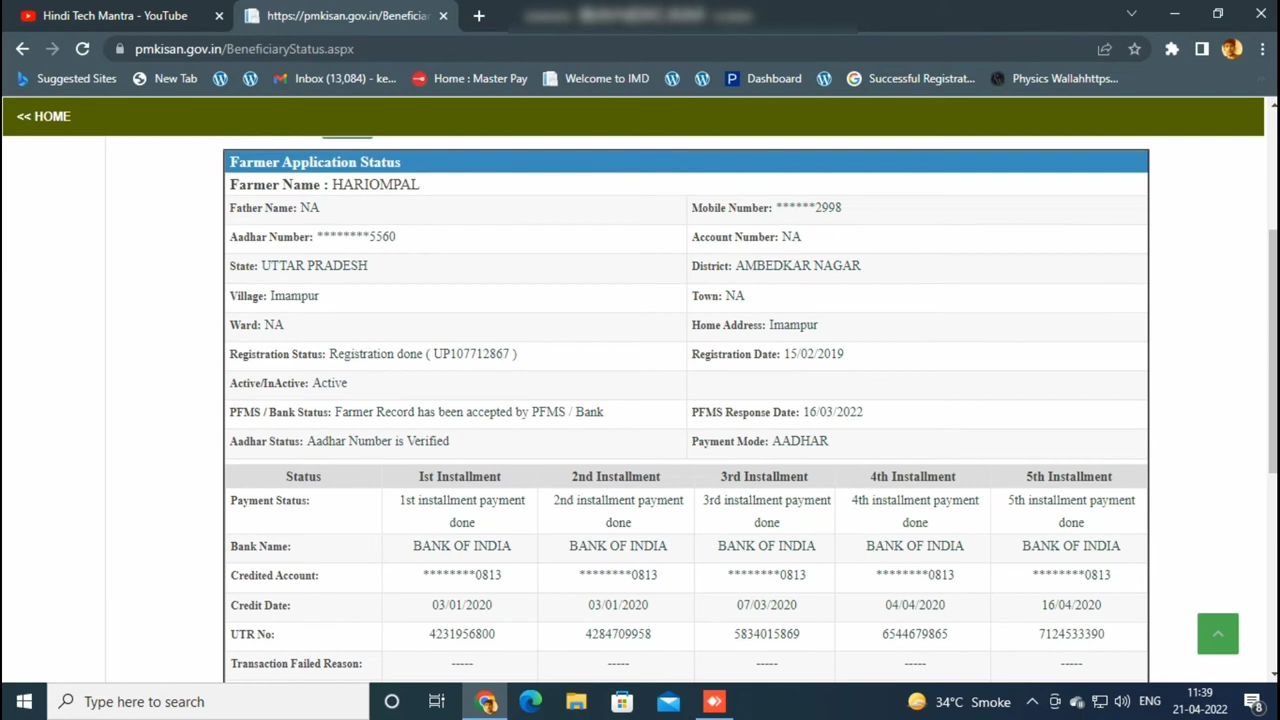 Hindi Tech Mantra - YouTube
https://pmkisan.gov.in/Beneficiar
pmkisan.gov.in/BeneficiaryStatus.aspx
Suggested Sites New Tab Inbox (13,084) - ke... Home : Master Pay Welcome to IMD Dashboard Successful Registrat... Physics Wallahhttps...
<< HOME
Farmer Application Status
Farmer Name : HARIOMPAL
Father Name: NA Mobile Number: ******2998
Aadhar Number: ********5560 Account Number: NA
State: UTTAR PRADESH District: AMBEDKAR NAGAR
Village: Imampur Town: NA
Ward: NA Home Address: Imampur
Registration Status: Registration done ( UP107712867 ) Registration Date: 15/02/2019
Active/InActive: Active
PFMS / Bank Status: Farmer Record has been accepted by PFMS / Bank PFMS Response Date: 16/03/2022
Aadhar Status: Aadhar Number is Verified Payment Mode: AADHAR
Status Ist Installment 2nd Installment 3rd Installment 4th Installment 5th Installment
Payment Status: 1st installment payment 2nd installment payment 3rd installment payment 4th installment payment 5th installment payment
done done done done done
Bank Name: BANK OF INDIA BANK OF INDIA BANK OF INDIA BANK OF INDIA BANK OF INDIA
Credited Account: ********0813 ********0813 ********0813 ********0813 ********0813
Credit Date: 03/01/2020 03/01/2020 07/03/2020 04/04/2020 16/04/2020
UTR No: 4231956800 4284709958 5834015869 6544679865 7124533390
Transaction Failed Reason: ----- ----- ----- ----- -----
Type here to search
34°C Smoke
ENG
11:39
21-04-2022
8